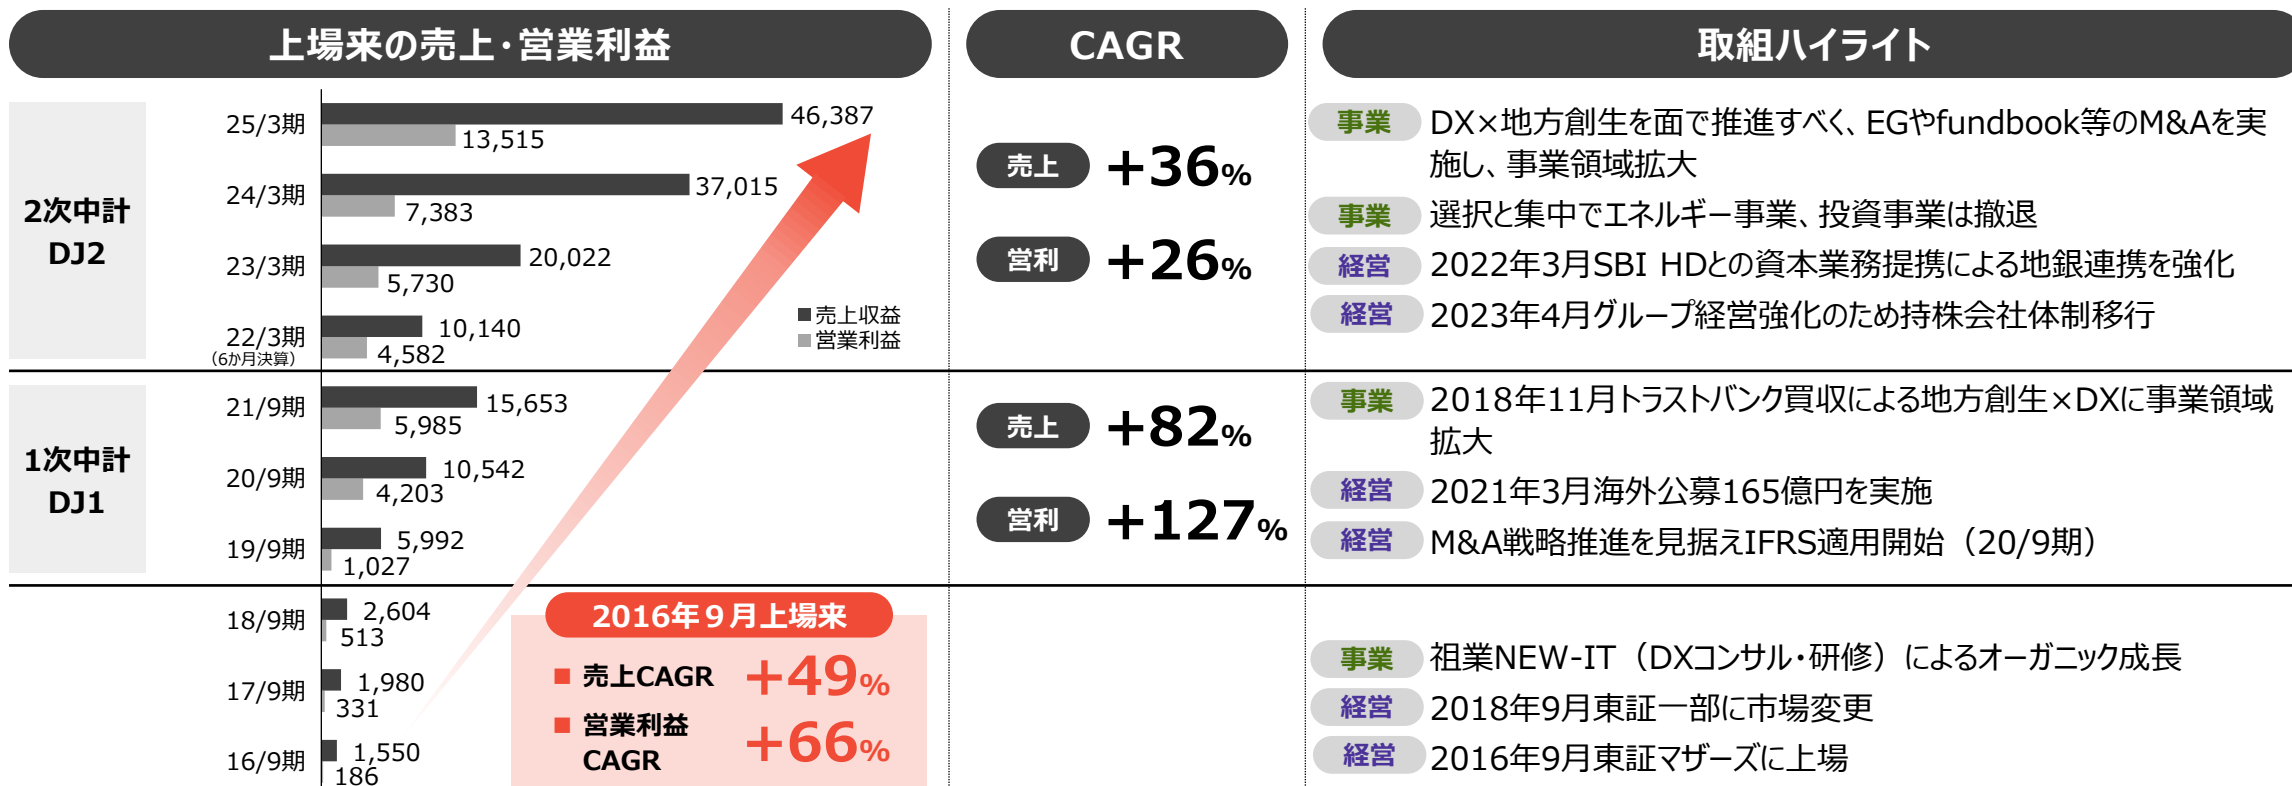 上場来の売上・営業利益
CAGR
取組ハイライト
2次中計
DJ2
25/3期
46,387
13,515
24/3期
37,015
7,383
23/3期
20,022
5,730
22/3期
（6か月決算）
10,140
4,582
■売上収益
■営業利益
売上 +36%
営利 +26%
事業 DX×地方創生を面で推進すべく、EGやfundbook等のM&Aを実
施し、事業領域拡大
事業 選択と集中でエネルギー事業、投資事業は撤退
経営 2022年3月SBI HDとの資本業務提携による地銀連携を強化
経営 2023年4月グループ経営強化のため持株会社体制移行
1次中計
DJ1
21/9期
15,653
5,985
20/9期
10,542
4,203
19/9期
5,992
1,027
売上 +82%
営利 +127%
事業 2018年11月トラストバンク買収による地方創生×DXに事業領域
拡大
経営 2021年3月海外公募165億円を実施
経営 M&A戦略推進を見据えIFRS適用開始（20/9期）
18/9期
2,604
513
17/9期
1,980
331
16/9期
1,550
186
2016年９月上場来
■ 売上CAGR +49%
■ 営業利益
CAGR +66%
事業 祖業NEW-IT（DXコンサル・研修）によるオーガニック成長
経営 2018年9月東証一部に市場変更
経営 2016年9月東証マザーズに上場